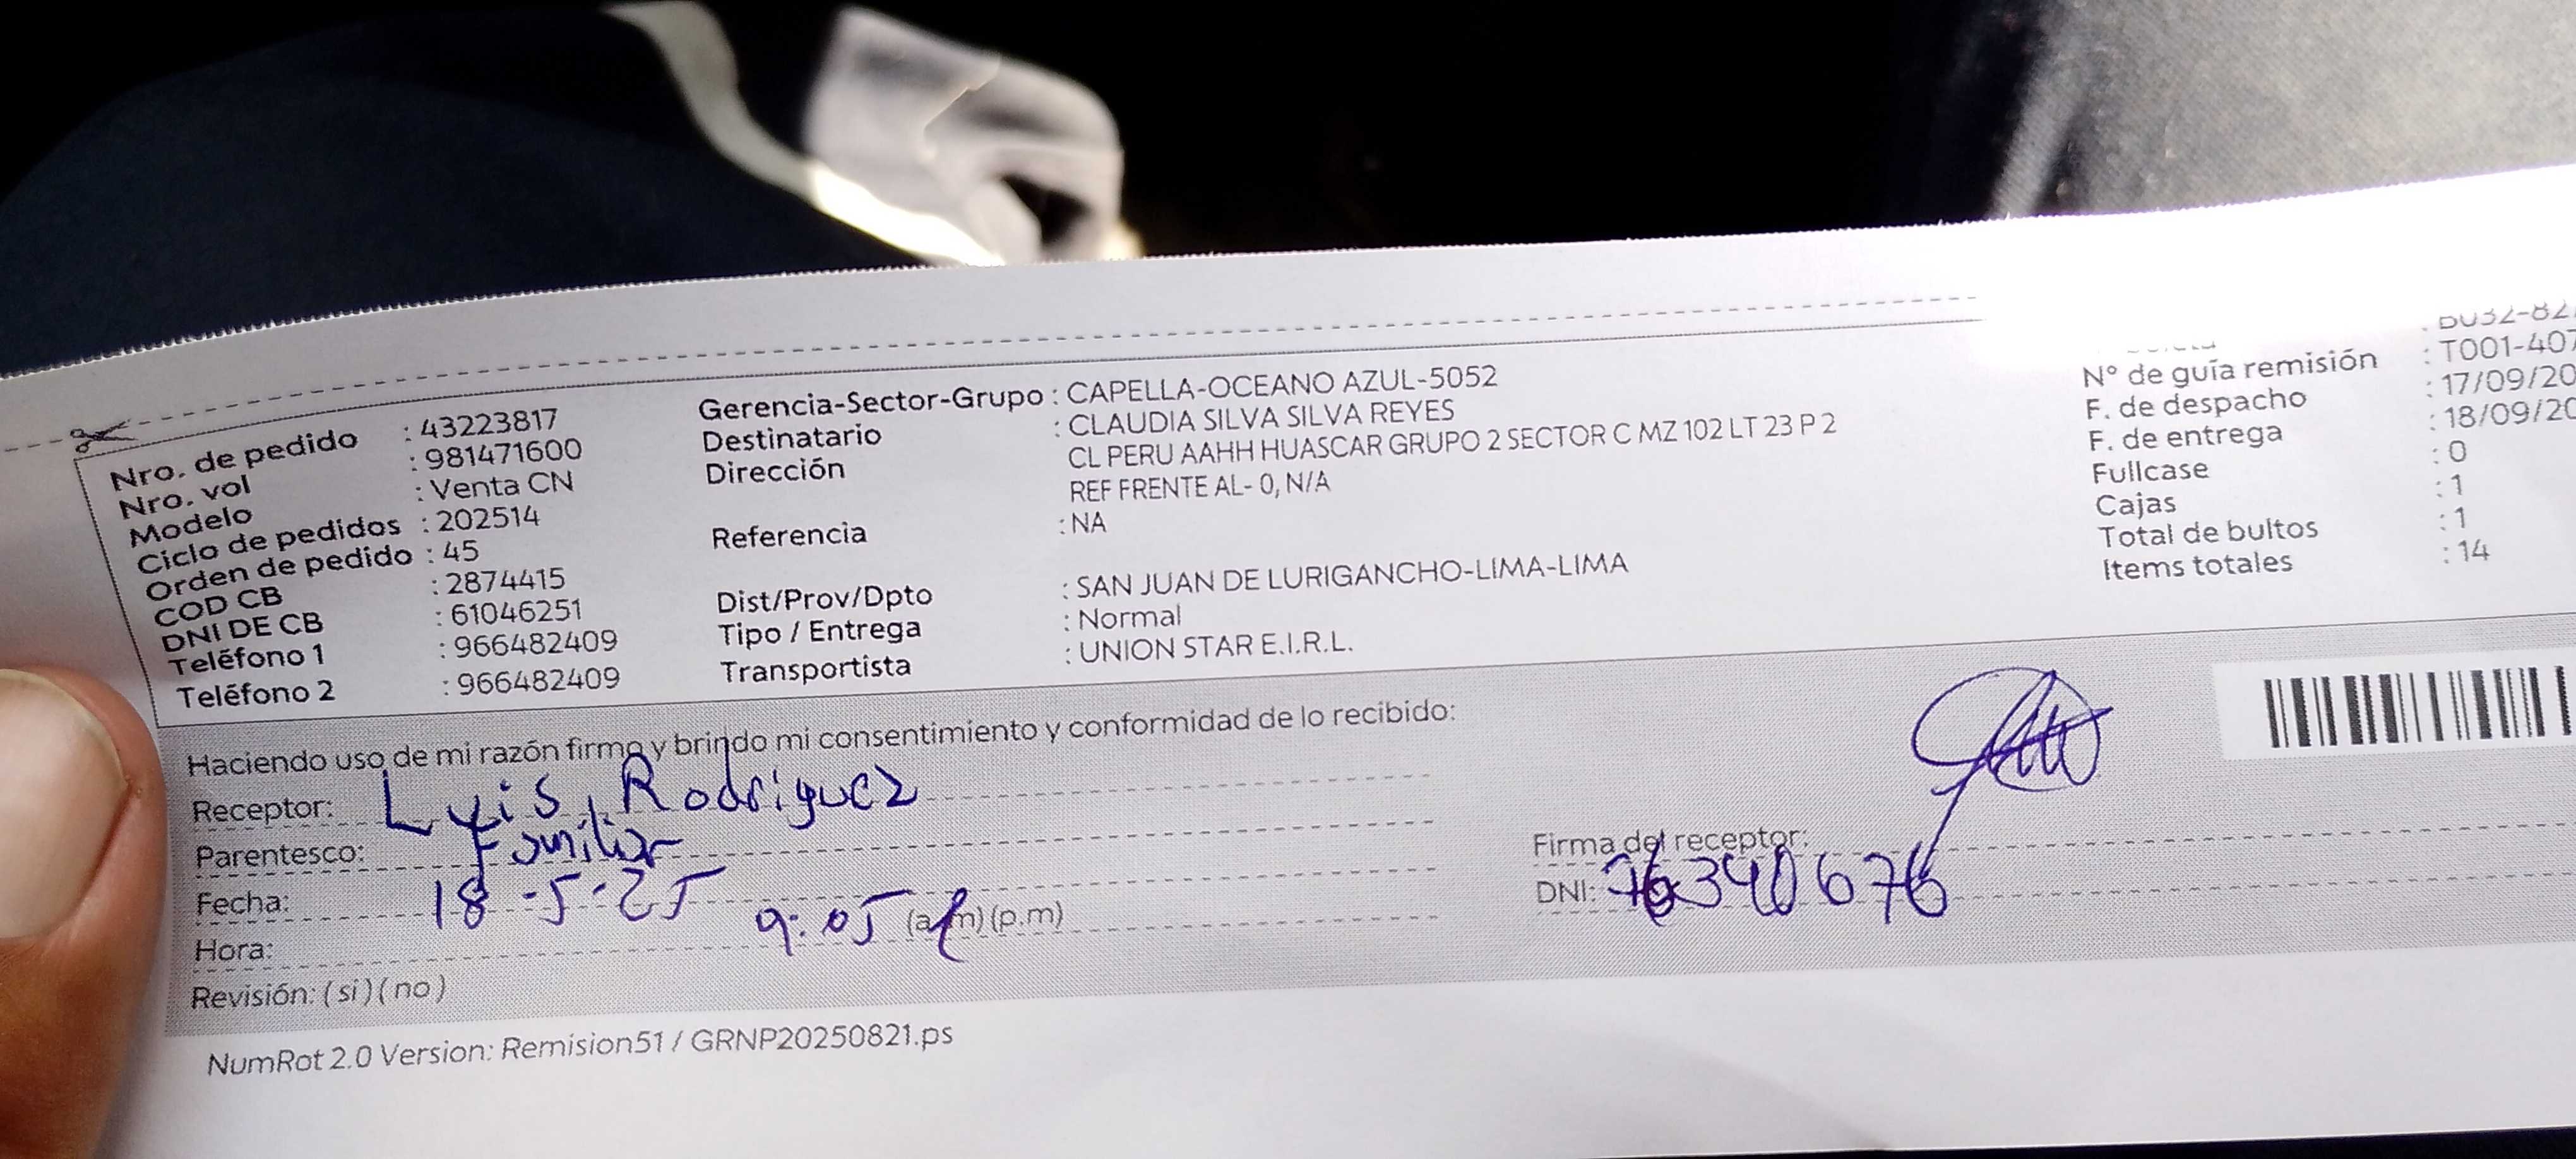 Nro. de pedido : 43223817
Nro. vol : 981471600
Modelo : Venta CN
Ciclo de pedidos : 202514
Orden de pedido : 45
COD CB : 2874415
DNI DE CB : 61046251
Teléfono 1 : 966482409
Teléfono 2 : 966482409
Gerencia-Sector-Grupo : CAPELLA-OCEANO AZUL-5052
Destinatario : CLAUDIA SILVA SILVA REYES
Dirección CL PERU AAHH HUASCAR GRUPO 2 SECTOR C MZ 102 LT 23 P 2
REF FRENTE AL- 0, N/A
Referencia : NA
Dist/Prov/Dpto : SAN JUAN DE LURIGANCHO-LIMA-LIMA
Tipo / Entrega : Normal
Transportista : UNION STAR E.I.R.L.
: B032-82
N° de guía remisión : T001-407
F. de despacho : 17/09/20
F. de entrega : 18/09/20
Fullcase : 0
Cajas : 1
Total de bultos : 1
Items totales : 14
Haciendo uso de mi razón firmo y brindo mi consentimiento y conformidad de lo recibido:
Receptor: Luis Rodriguez
Parentesco: Familiar
Fecha: 18-5-25
Hora: 9:05 (a.m) (p.m)
Revisión: (si) (no)
Firma del receptor:
DNI: 76340676
NumRot 2.0 Version: Remision51 / GRNP20250821.ps